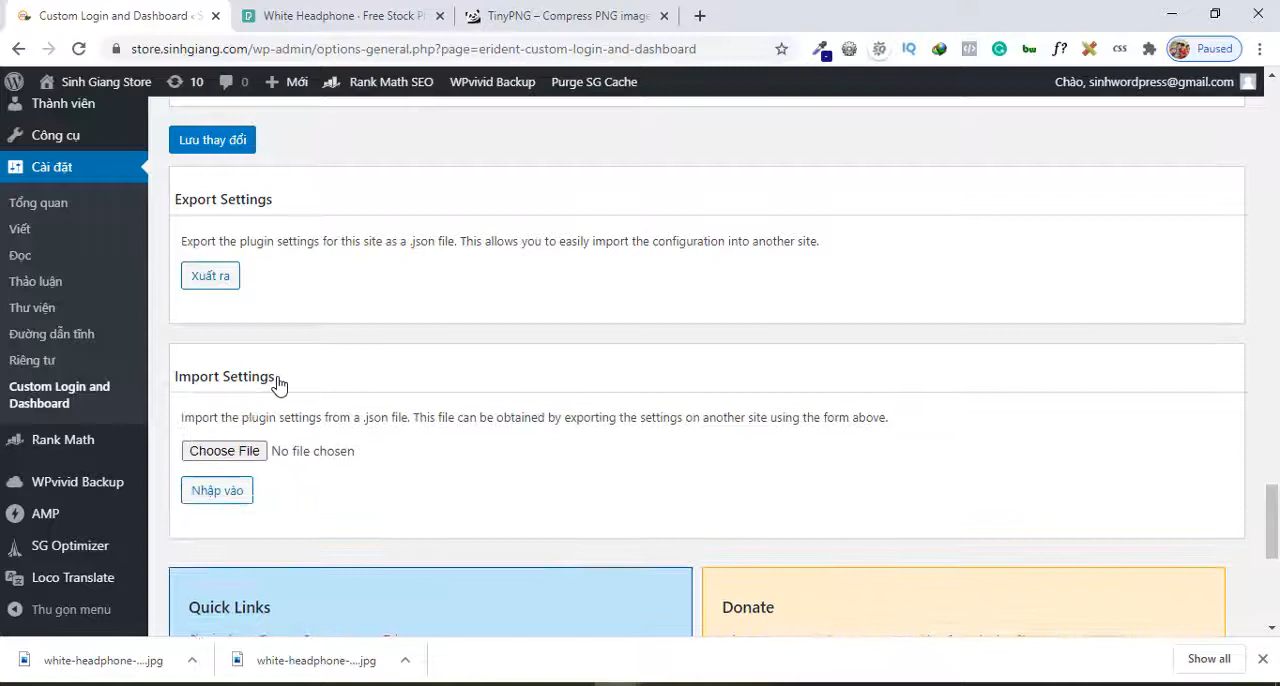 Custom Login and Dashboard < S
White Headphone · Free Stock P
TinyPNG – Compress PNG image
store.sinhgiang.com/wp-admin/options-general.php?page=erident-custom-login-and-dashboard
IQ
bw
f?
CSS
Paused
Sinh Giang Store
10
0
Mới
Rank Math SEO
WPvivid Backup
Purge SG Cache
Chào, sinhwordpress@gmail.com
Thành viên
Công cụ
Cài đặt
Tổng quan
Viết
Đọc
Thảo luận
Thư viện
Đường dẫn tĩnh
Riêng tư
Custom Login and
Dashboard
Rank Math
WPvivid Backup
AMP
SG Optimizer
Loco Translate
Thu gọn menu
Lưu thay đổi
Export Settings
Export the plugin settings for this site as a .json file. This allows you to easily import the configuration into another site.
Xuất ra
Import Settings
Import the plugin settings from a .json file. This file can be obtained by exporting the settings on another site using the form above.
Choose File No file chosen
Nhập vào
Quick Links
Donate
white-headphone-....jpg
white-headphone-....jpg
Show all